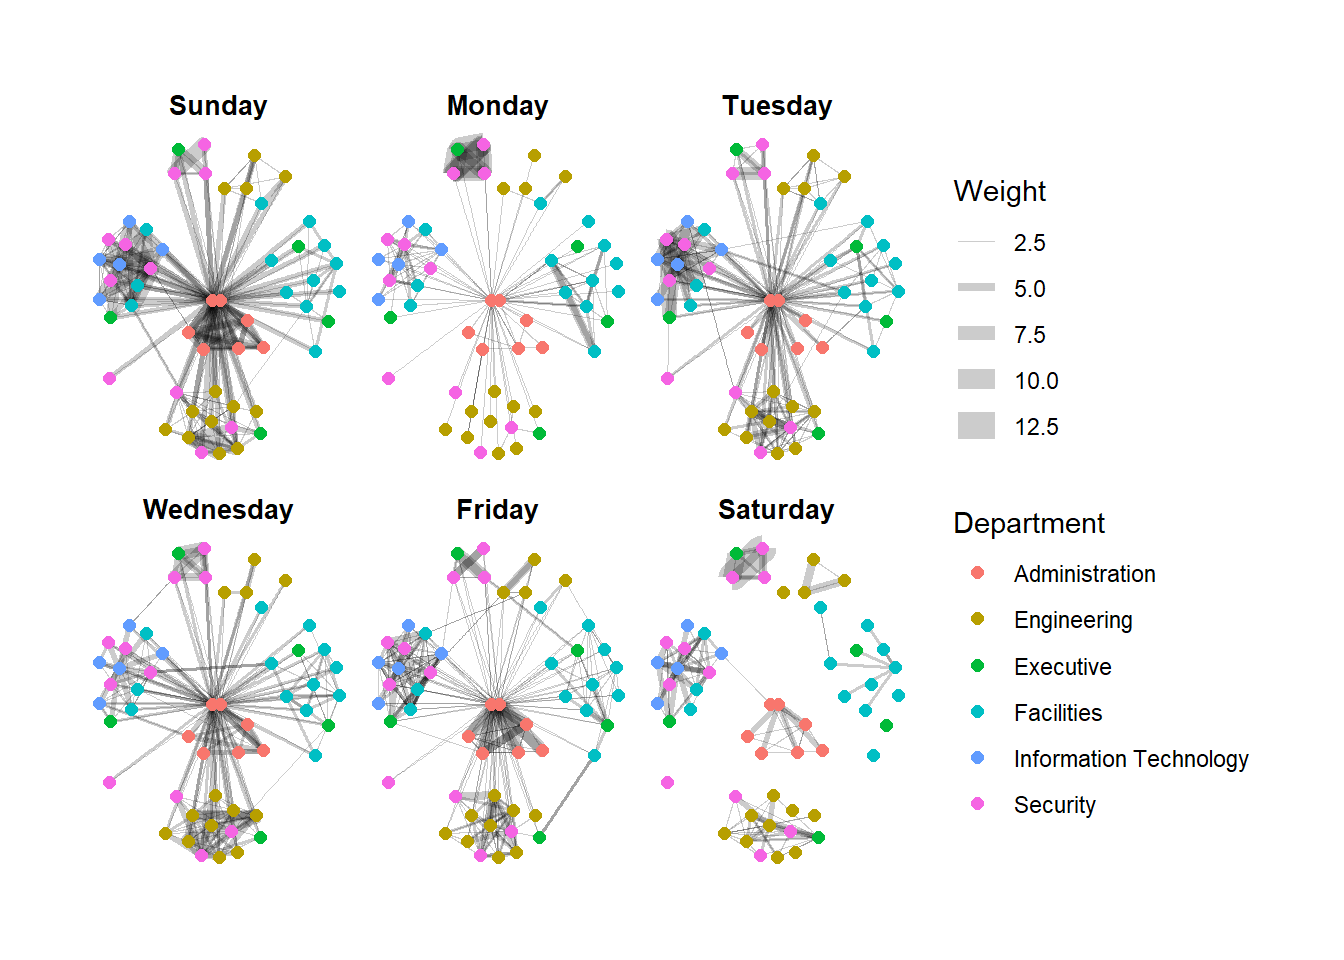 Sunday
Monday
Tuesday
Wednesday
Friday
Saturday
Weight
2.5
5.0
7.5
10.0
12.5
Department
Administration
Engineering
Executive
Facilities
Information Technology
Security